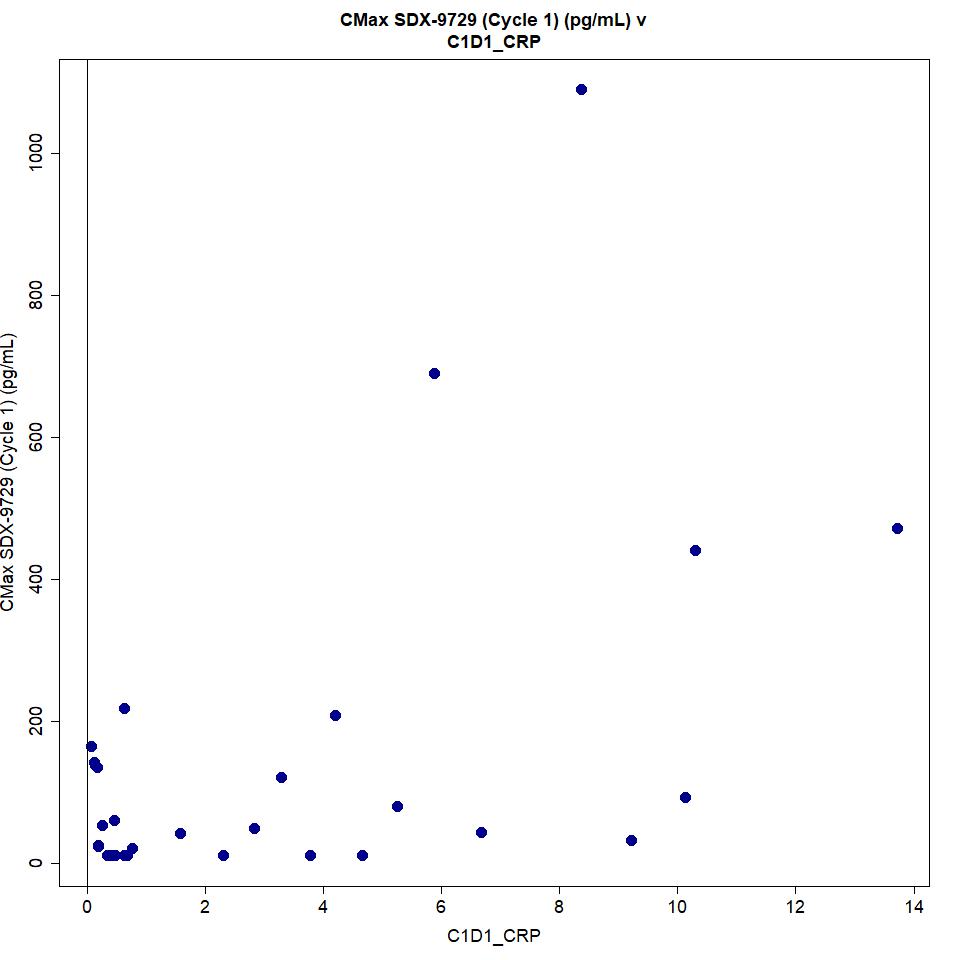 CMax SDX-9729 (Cycle 1) (pg/mL) v
C1D1_CRP
CMax SDX-9729 (Cycle 1) (pg/mL)
1000
800
600
400
200
0
0 2 4 6 8 10 12 14
C1D1_CRP